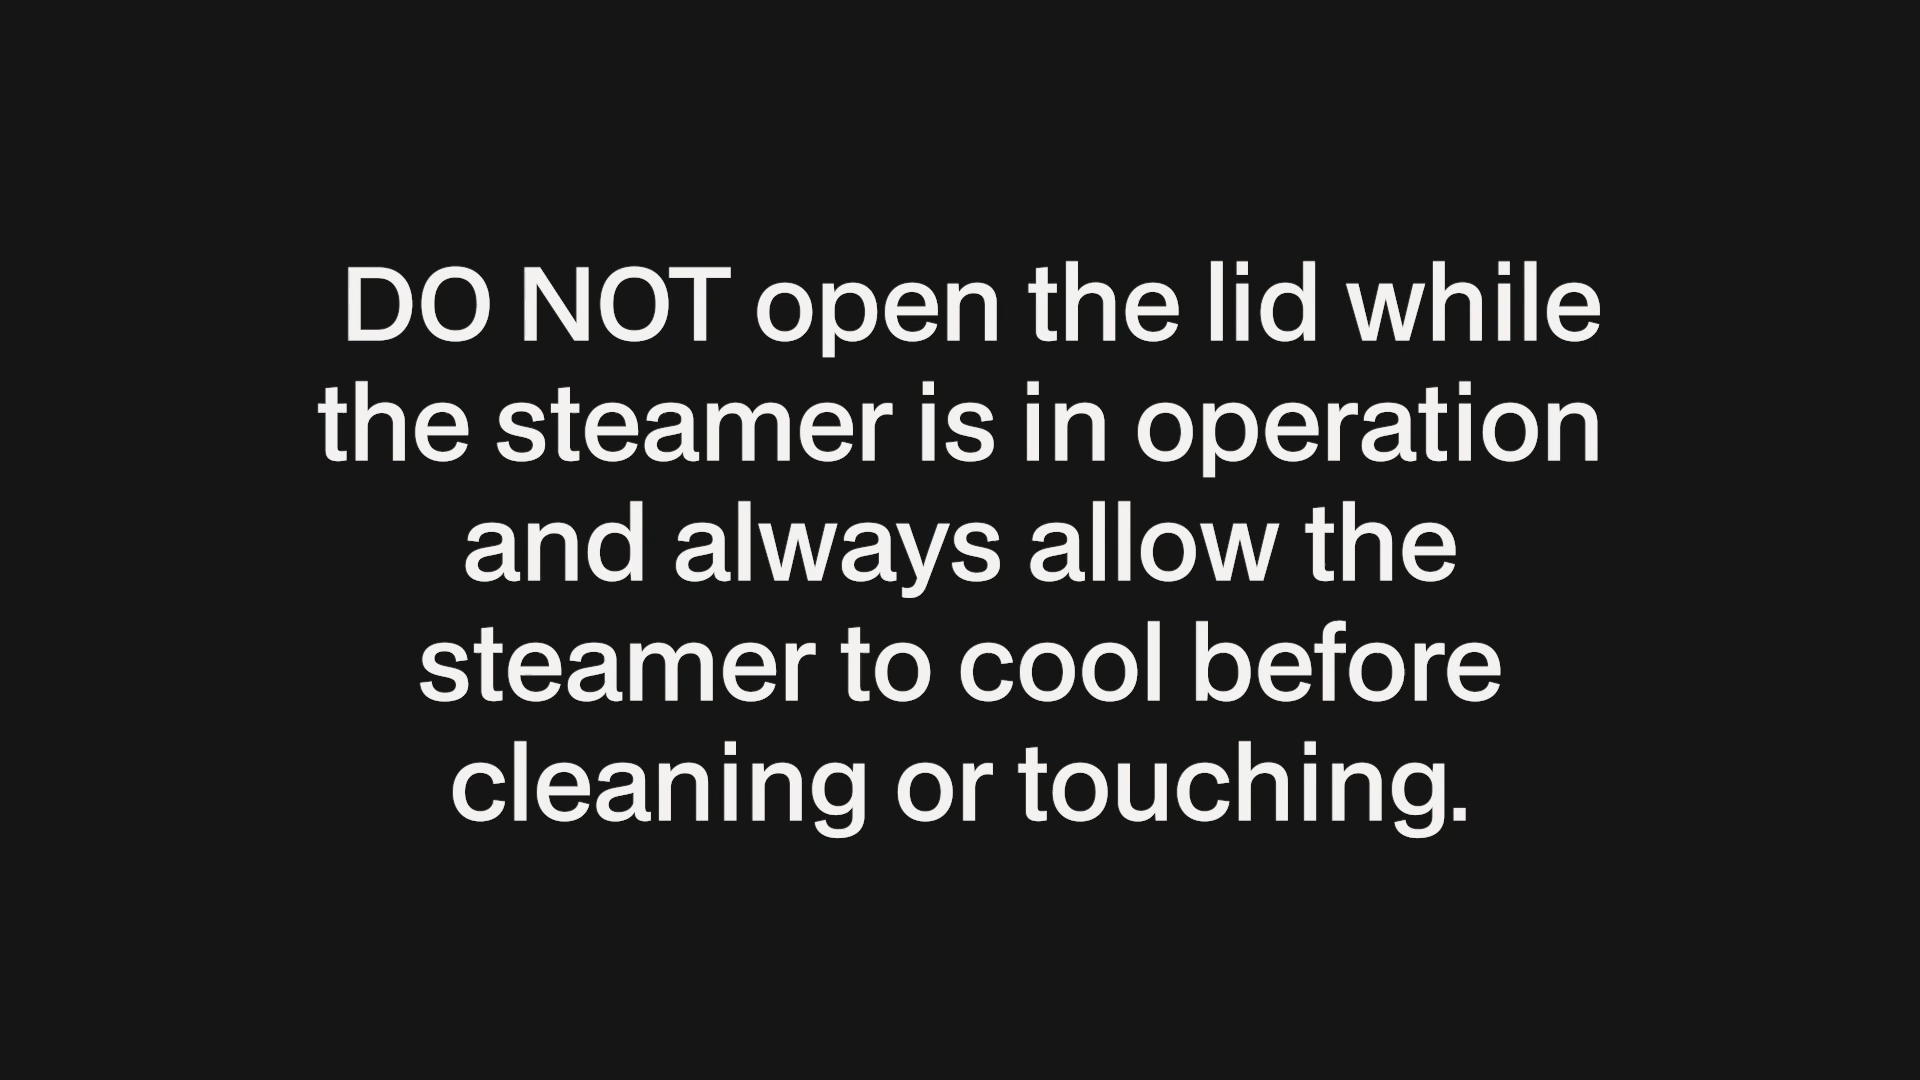 DO NOT open the lid while
the steamer is in operation
and always allow the
steamer to cool before
cleaning or touching.